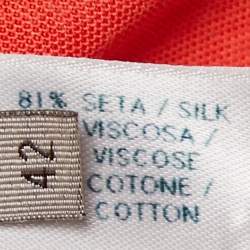 81% SETA / SILK
VISCOSA /
VISCOSE
COTONE /
COTTON
42